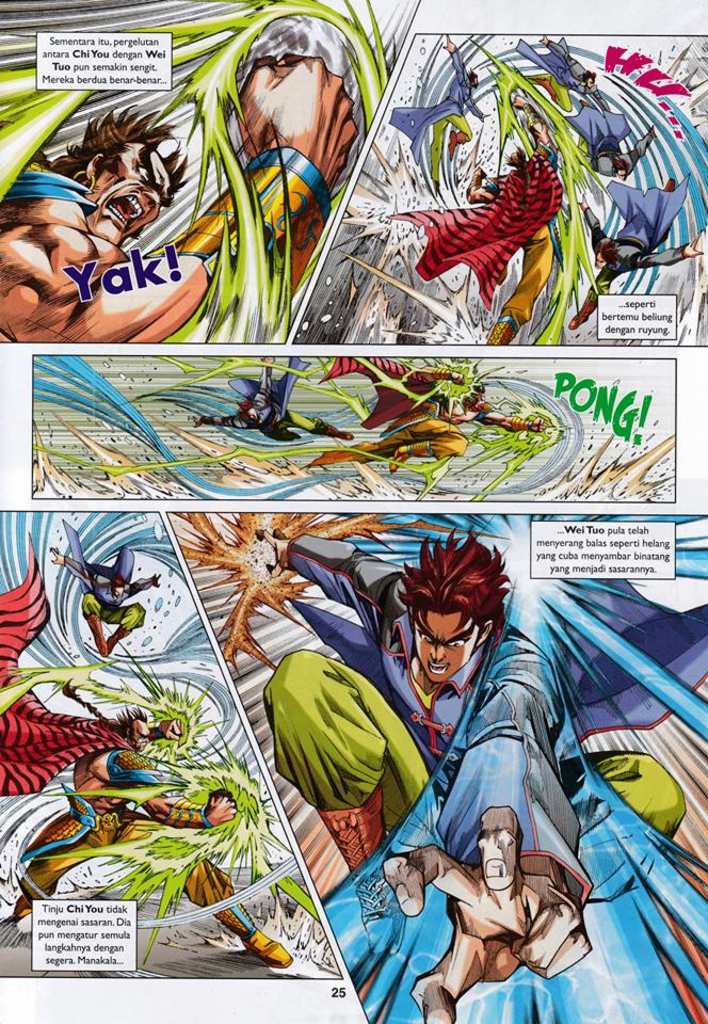 Sementara itu, pergelutan
antara Chi You dengan Wei
Tuo pun semakin sengit.
Mereka berdua benar-benar...
Yak!
HU!!!
...seperti
bertemu beliung
dengan ruyung.
PONG!
Tinju Chi You tidak
mengenai sasaran. Dia
pun mengatur semula
langkahnya dengan
segera. Manakala...
...Wei Tuo pula telah
menyerang balas seperti helang
yang cuba menyambar binatang
yang menjadi sasarannya.
25